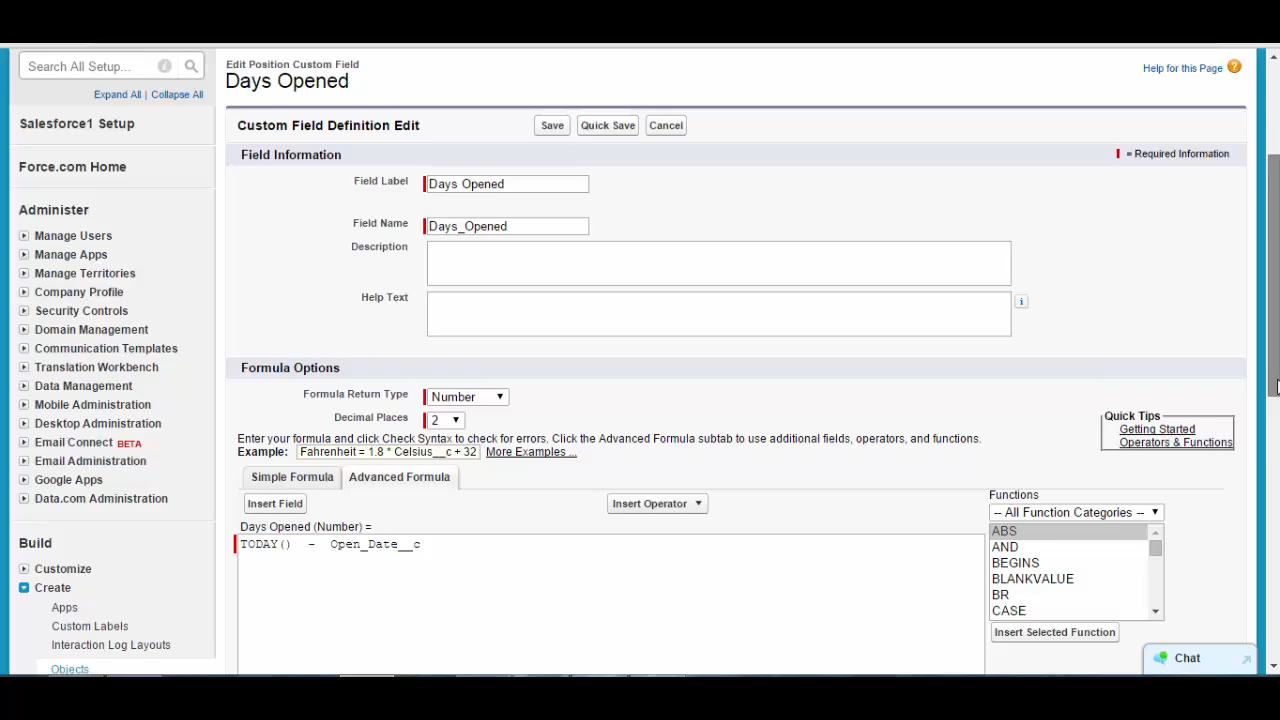 Search All Setup...
Expand All | Collapse All
Salesforce1 Setup
Force.com Home
Administer
Manage Users
Manage Apps
Manage Territories
Company Profile
Security Controls
Domain Management
Communication Templates
Translation Workbench
Data Management
Mobile Administration
Desktop Administration
Email Connect BETA
Email Administration
Google Apps
Data.com Administration
Build
Customize
Create
Apps
Custom Labels
Interaction Log Layouts
Objects
Edit Position Custom Field
Days Opened
Help for this Page ?
Custom Field Definition Edit
Save
Quick Save
Cancel
Field Information
= Required Information
Field Label
Days Opened
Field Name
Days_Opened
Description
Help Text
i
Formula Options
Formula Return Type
Number
Decimal Places
2
Quick Tips
Getting Started
Operators & Functions
Enter your formula and click Check Syntax to check for errors. Click the Advanced Formula subtab to use additional fields, operators, and functions.
Example: Fahrenheit = 1.8 * Celsius__c + 32 More Examples ...
Simple Formula
Advanced Formula
Insert Field
Insert Operator
Days Opened (Number) =
TODAY() - Open_Date__c
Functions
-- All Function Categories --
ABS
AND
BEGINS
BLANKVALUE
BR
CASE
Insert Selected Function
Chat